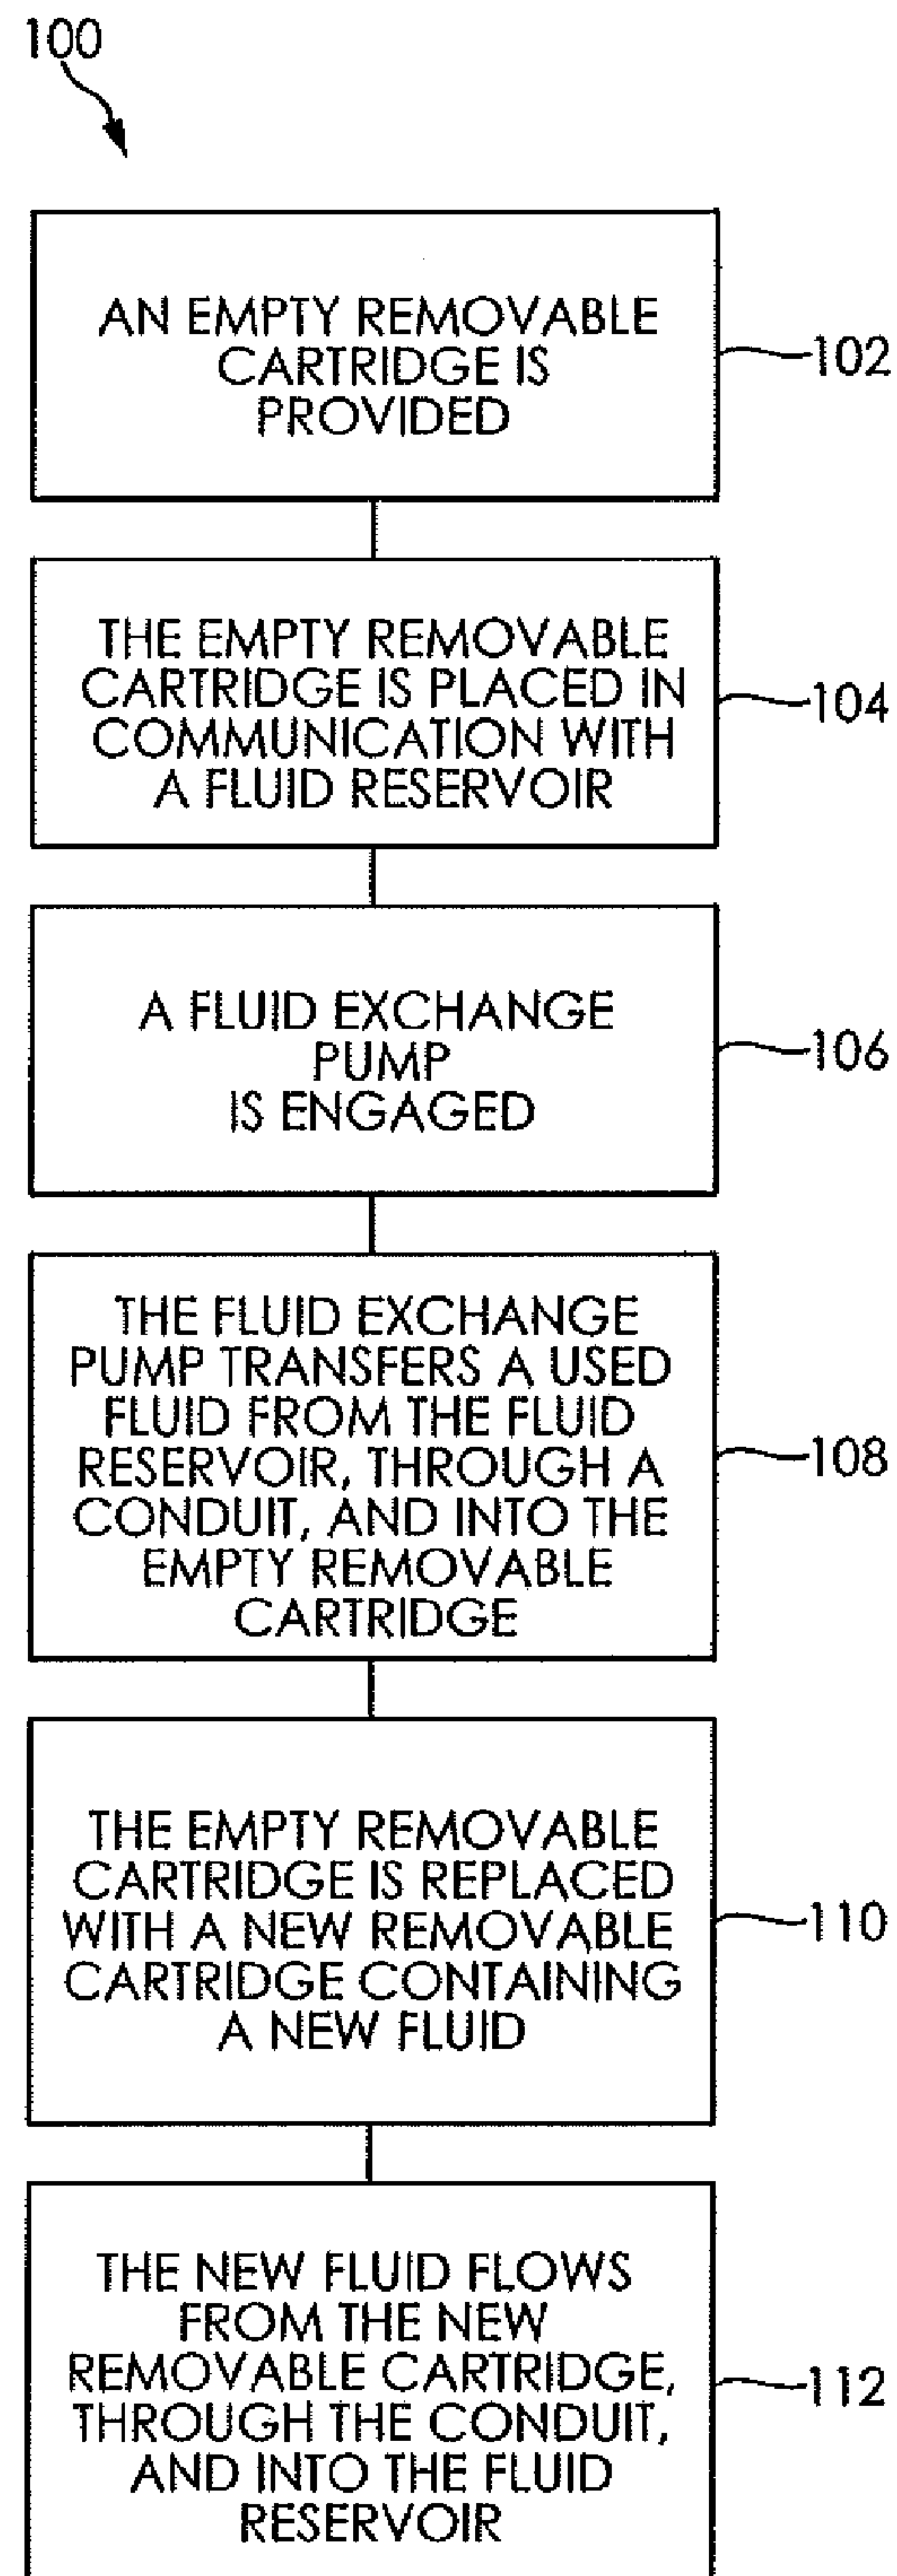 100
AN EMPTY REMOVABLE
CARTRIDGE IS
PROVIDED
102
THE EMPTY REMOVABLE
CARTRIDGE IS PLACED IN
COMMUNICATION WITH
A FLUID RESERVOIR
104
A FLUID EXCHANGE
PUMP
IS ENGAGED
106
THE FLUID EXCHANGE
PUMP TRANSFERS A USED
FLUID FROM THE FLUID
RESERVOIR, THROUGH A
CONDUIT, AND INTO THE
EMPTY REMOVABLE
CARTRIDGE
108
THE EMPTY REMOVABLE
CARTRIDGE IS REPLACED
WITH A NEW REMOVABLE
CARTRIDGE CONTAINING
A NEW FLUID
110
THE NEW FLUID FLOWS
FROM THE NEW
REMOVABLE CARTRIDGE,
THROUGH THE CONDUIT,
AND INTO THE FLUID
RESERVOIR
112